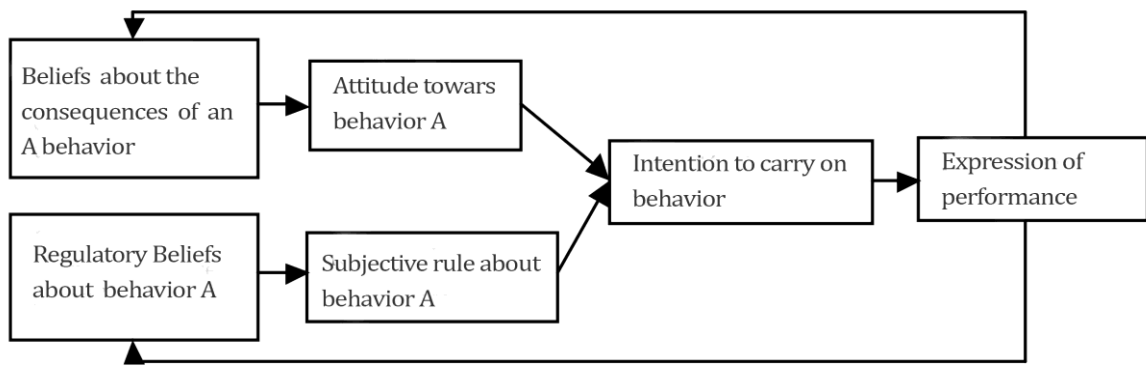 Beliefs about the
consequences of an
A behavior
Attitude towars
behavior A
Intention to carry on
behavior
Expression of
performance
Regulatory Beliefs
about behavior A
Subjective rule about
behavior A